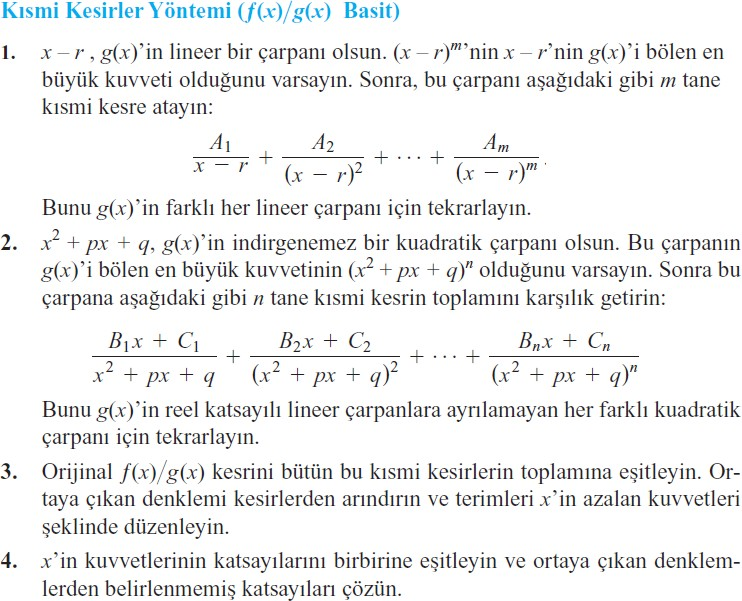 Kısmi Kesirler Yöntemi (f(x)/g(x) Basit)
1. x – r , g(x)’in lineer bir çarpanı olsun. (x – r)ᵐ’nin x – r’nin g(x)’i bölen en
büyük kuvveti olduğunu varsayın. Sonra, bu çarpanı aşağıdaki gibi m tane
kısmi kesre atayın:
A₁/(x − r) + A₂/(x − r)² + ··· + Aₘ/(x − r)ᵐ.
Bunu g(x)’in farklı her lineer çarpanı için tekrarlayın.
2. x² + px + q, g(x)’in indirgenemez bir kuadratik çarpanı olsun. Bu çarpanın
g(x)’i bölen en büyük kuvvetinin (x² + px + q)ⁿ olduğunu varsayın. Sonra bu
çarpana aşağıdaki gibi n tane kısmi kesrin toplamını karşılık getirin:
(B₁x + C₁)/(x² + px + q) + (B₂x + C₂)/(x² + px + q)² + ··· + (Bₙx + Cₙ)/(x² + px + q)ⁿ
Bunu g(x)’in reel katsayılı lineer çarpanlara ayrılamayan her farklı kuadratik
çarpanı için tekrarlayın.
3. Orijinal f(x)/g(x) kesrini bütün bu kısmi kesirlerin toplamına eşitleyin. Or-
taya çıkan denklemi kesirlerden arındırın ve terimleri x’in azalan kuvvetleri
şeklinde düzenleyin.
4. x’in kuvvetlerinin katsayılarını birbirine eşitleyin ve ortaya çıkan denklem-
lerden belirlenmemiş katsayıları çözün.